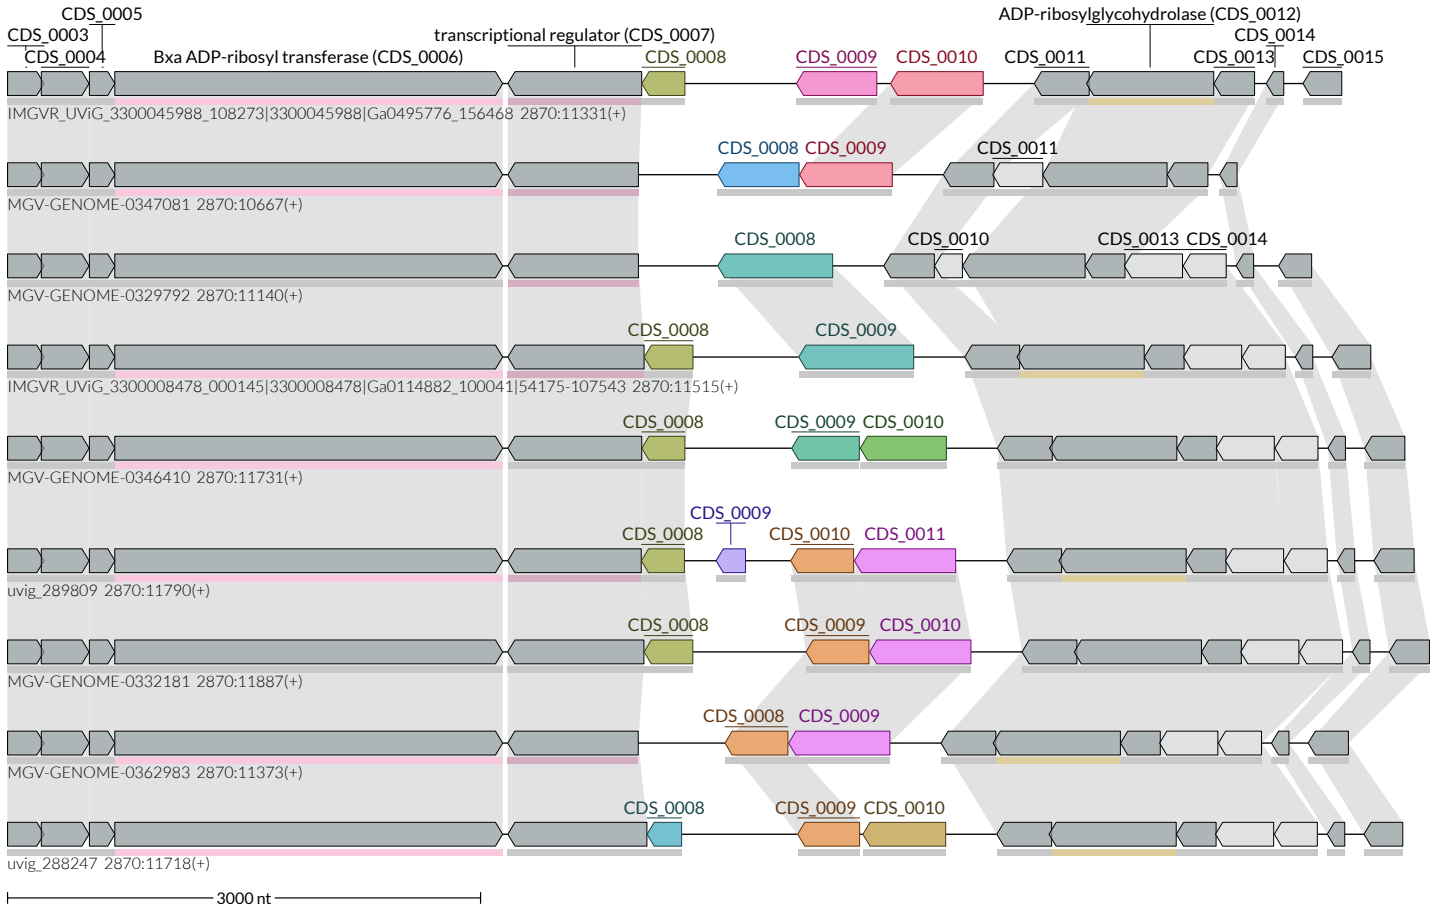 CDS_0005
ADP-ribosylglycohydrolase (CDS_0012)
CDS_0003 transcriptional regulator (CDS_0007) CDS_0014
CDS_0004 Bxa ADP-ribosyl transferase (CDS_0006) CDS_0008 CDS_0009 CDS_0010 CDS_0011 CDS_0013 CDS_0015
IMGVR_UViG_3300045988_108273|3300045988|Ga0495776_156468 2870:11331(+)
CDS_0008 CDS_0009 CDS_0011
MGV-GENOME-0347081 2870:10667(+)
CDS_0008 CDS_0010 CDS_0013 CDS_0014
MGV-GENOME-0329792 2870:11140(+)
CDS_0008 CDS_0009
IMGVR_UViG_3300008478_000145|3300008478|Ga0114882_100041|54175-107543 2870:11515(+)
CDS_0008 CDS_0009 CDS_0010
MGV-GENOME-0346410 2870:11731(+)
CDS_0009
CDS_0008 CDS_0010 CDS_0011
uvig_289809 2870:11790(+)
CDS_0008 CDS_0009 CDS_0010
MGV-GENOME-0332181 2870:11887(+)
CDS_0008 CDS_0009
MGV-GENOME-0362983 2870:11373(+)
CDS_0008 CDS_0009 CDS_0010
uvig_288247 2870:11718(+)
3000 nt